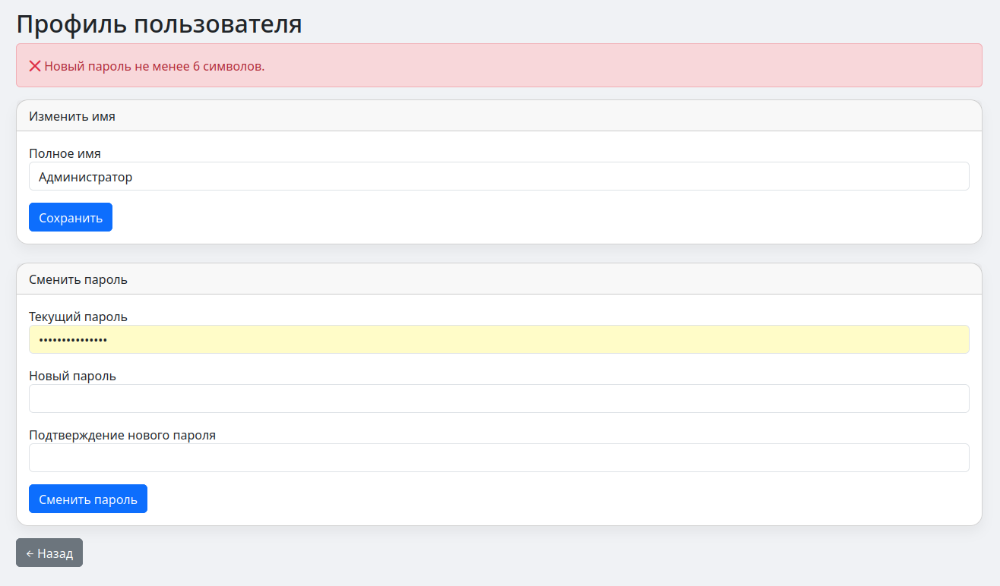 Профиль пользователя
❌ Новый пароль не менее 6 символов.
Изменить имя
Полное имя
Администратор
Сохранить
Сменить пароль
Текущий пароль
•••••••••••••••
Новый пароль
Подтверждение нового пароля
Сменить пароль
← Назад